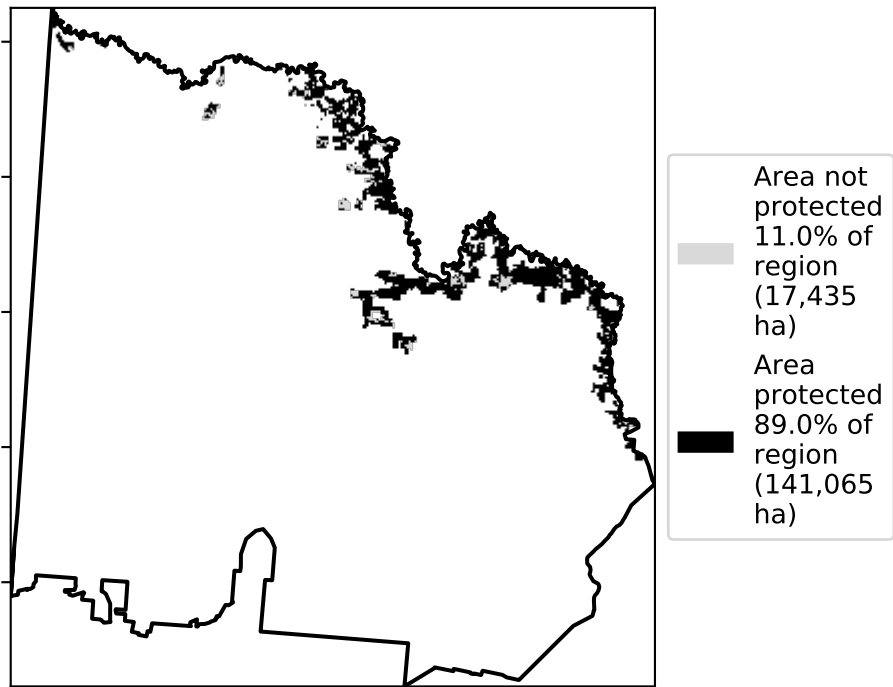 Area not
protected
11.0% of
region
(17,435
ha)
Area
protected
89.0% of
region
(141,065
ha)